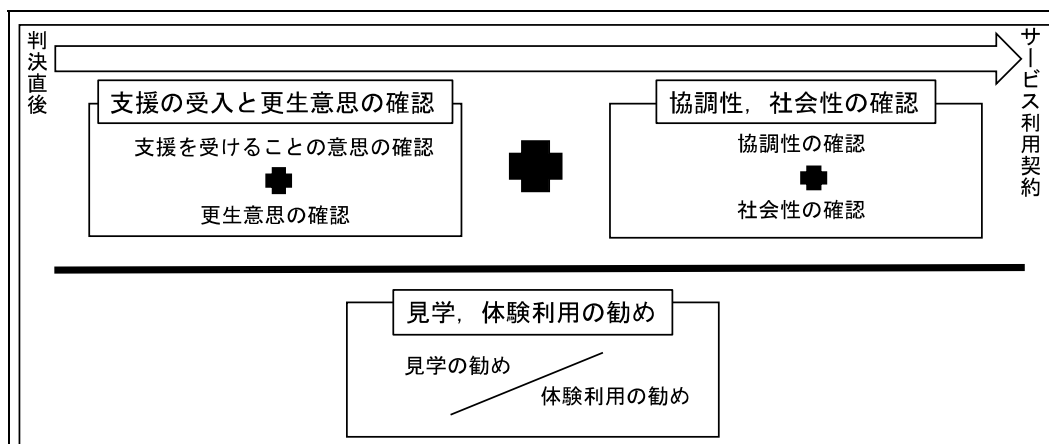 判決直後
サービス利用契約
支援の受入と更生意思の確認
支援を受けることの意思の確認
更生意思の確認
協調性，社会性の確認
協調性の確認
社会性の確認
見学，体験利用の勧め
見学の勧め
体験利用の勧め